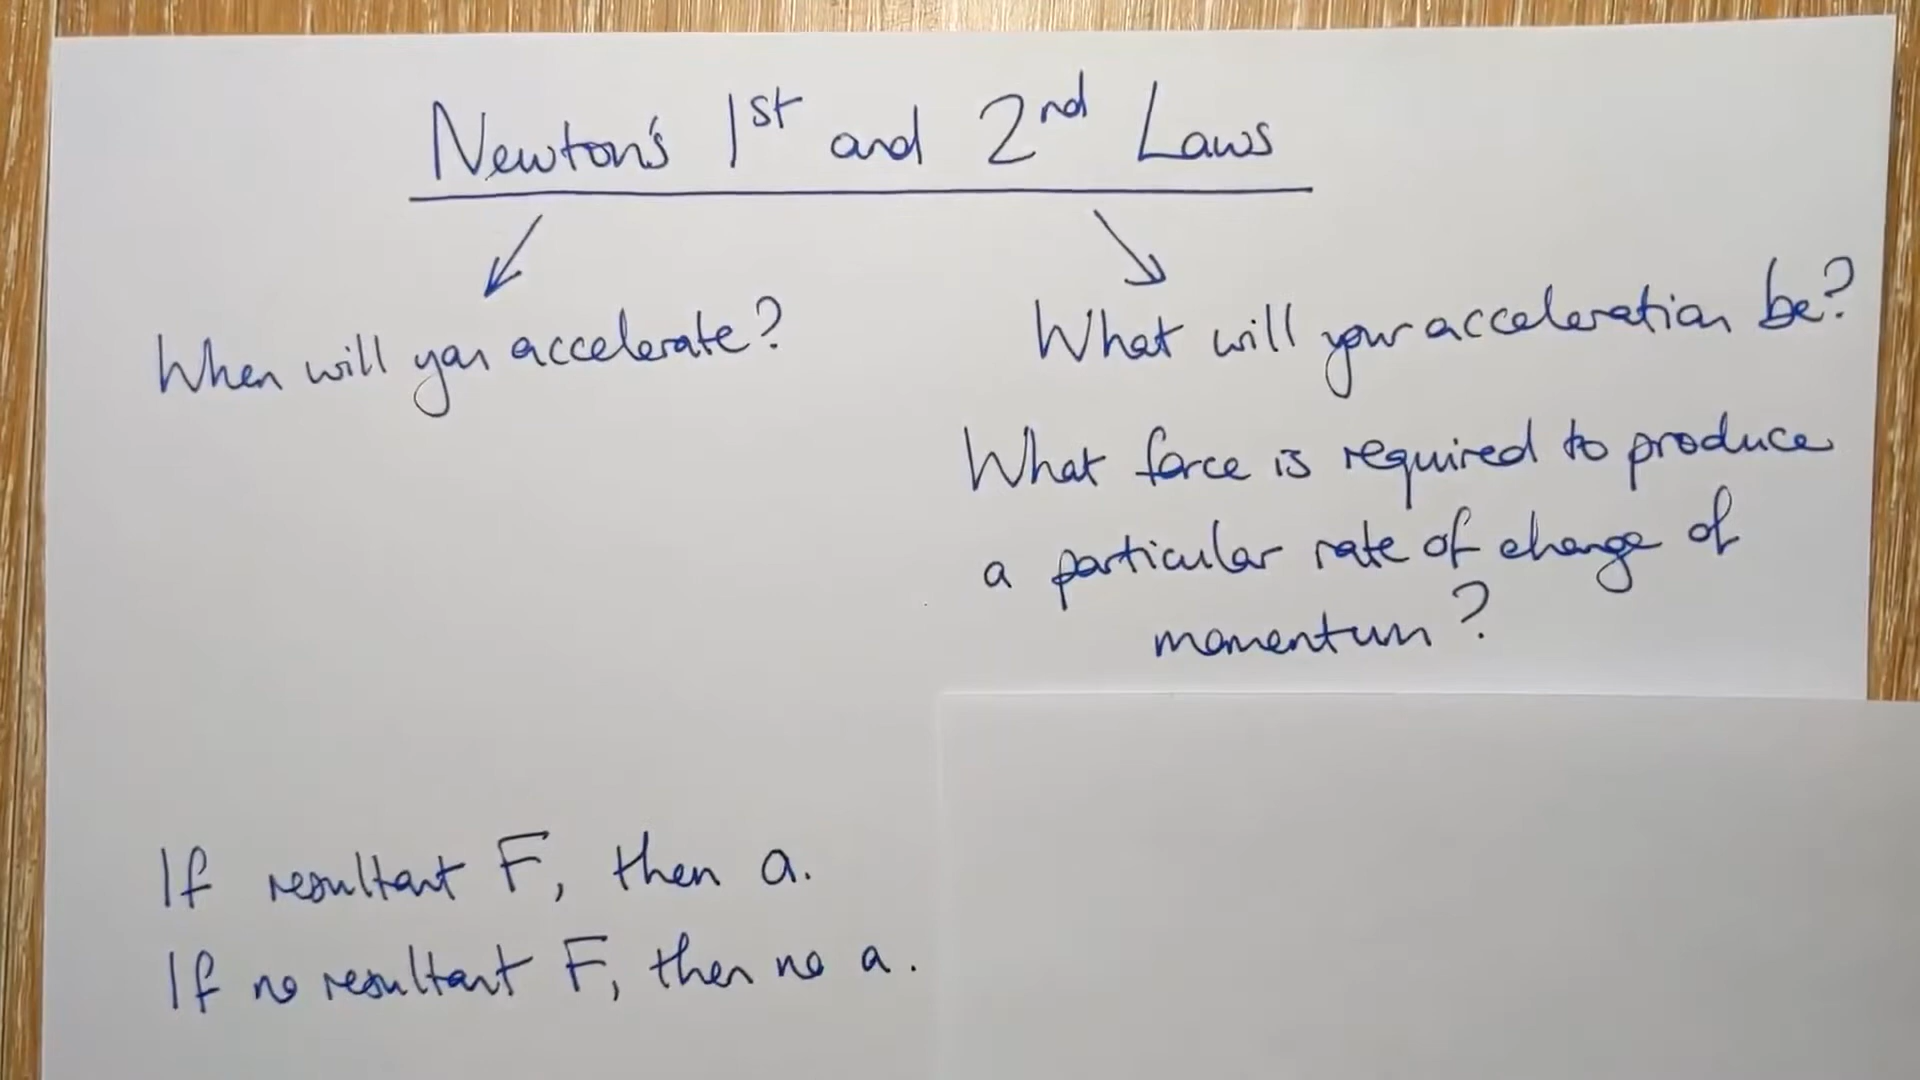 Newton's 1st and 2nd Laws
When will you accelerate?
What will your acceleration be?
What force is required to produce
a particular rate of change of
momentum?
If resultant F, then a.
If no resultant F, then no a.